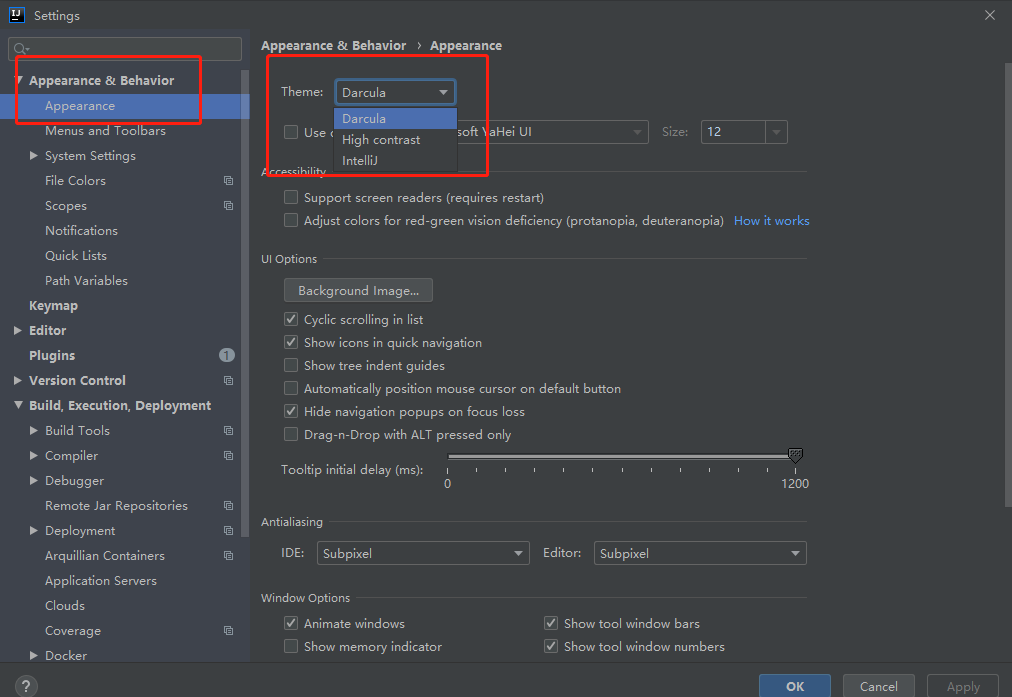 Settings
Appearance & Behavior
Appearance
Menus and Toolbars
System Settings
File Colors
Scopes
Notifications
Quick Lists
Path Variables
Keymap
Editor
Plugins 1
Version Control
Build, Execution, Deployment
Build Tools
Compiler
Debugger
Remote Jar Repositories
Deployment
Arquillian Containers
Application Servers
Clouds
Coverage
Docker
?
Appearance & Behavior › Appearance
Theme: Darcula
Darcula
High contrast
IntelliJ
Use soft YaHei UI Size: 12
Accessibility
Support screen readers (requires restart)
Adjust colors for red-green vision deficiency (protanopia, deuteranopia) How it works
UI Options
Background Image...
Cyclic scrolling in list
Show icons in quick navigation
Show tree indent guides
Automatically position mouse cursor on default button
Hide navigation popups on focus loss
Drag-n-Drop with ALT pressed only
Tooltip initial delay (ms):
0 1200
Antialiasing
IDE: Subpixel Editor: Subpixel
Window Options
Animate windows Show tool window bars
Show memory indicator Show tool window numbers
OK Cancel Apply